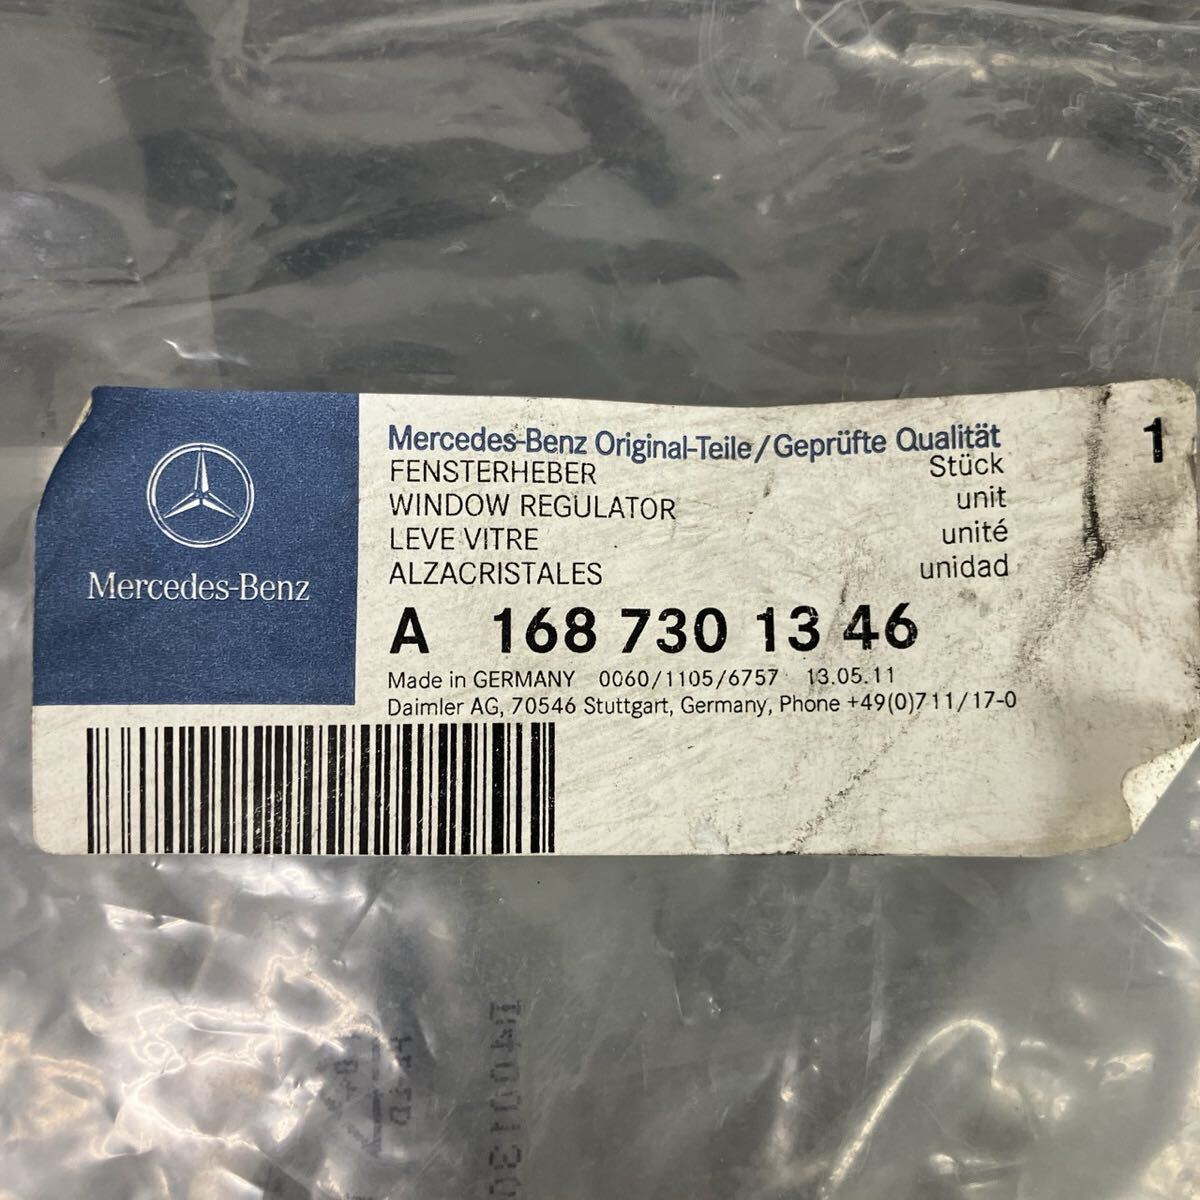 Mercedes-Benz
Mercedes-Benz Original-Teile/Geprüfte Qualität
1
FENSTERHEBER Stück
WINDOW REGULATOR unit
LEVE VITRE unité
ALZACRISTALES unidad
A 168 730 13 46
Made in GERMANY 0060/1105/6757 13.05.11
Daimler AG, 70546 Stuttgart, Germany, Phone +49(0)711/17-0